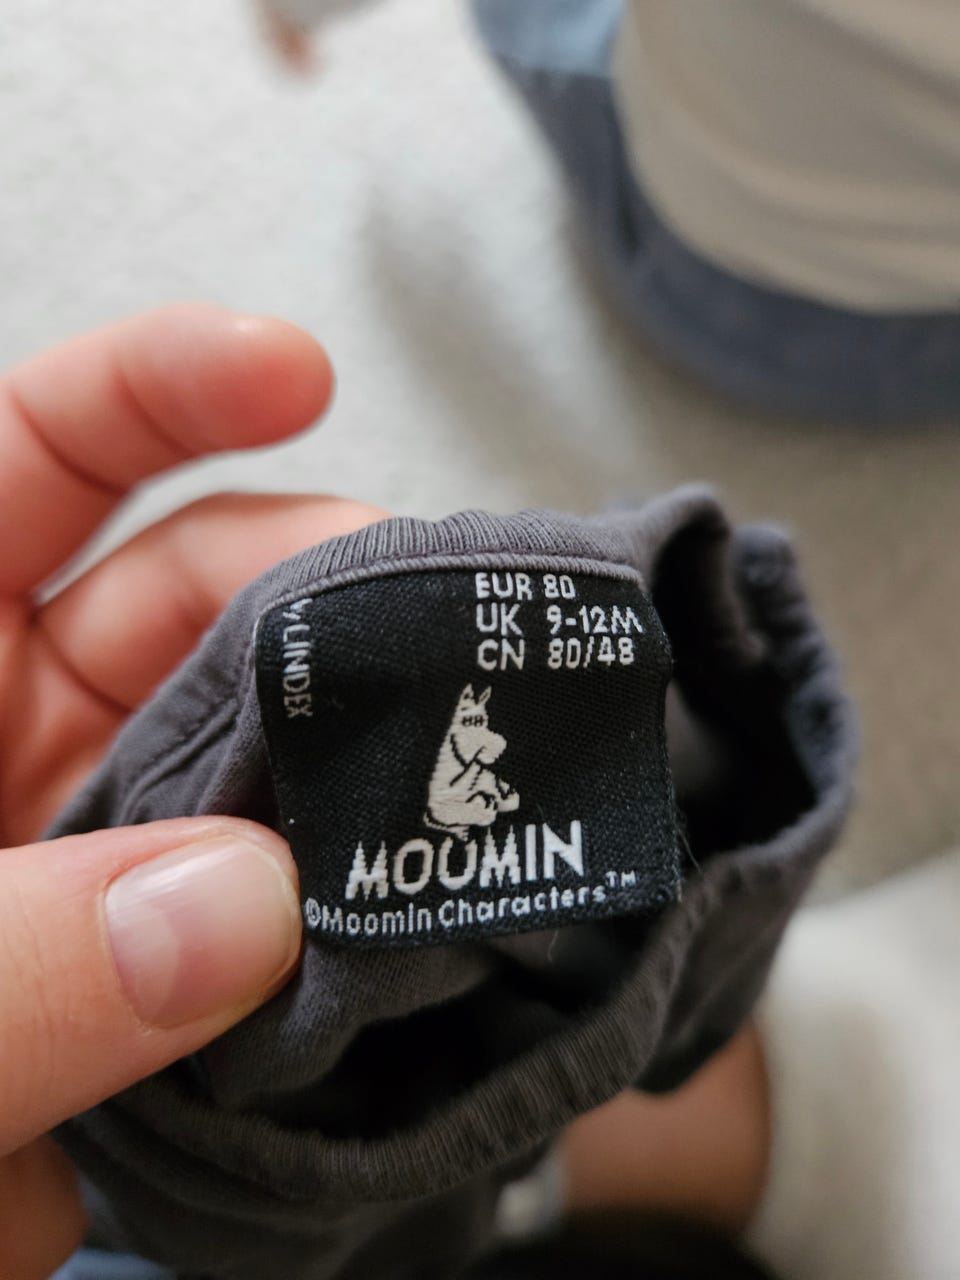 EUR 80
UK 9-12M
CN 80/48
LINDEX
MOOMIN
©Moomin Characters™